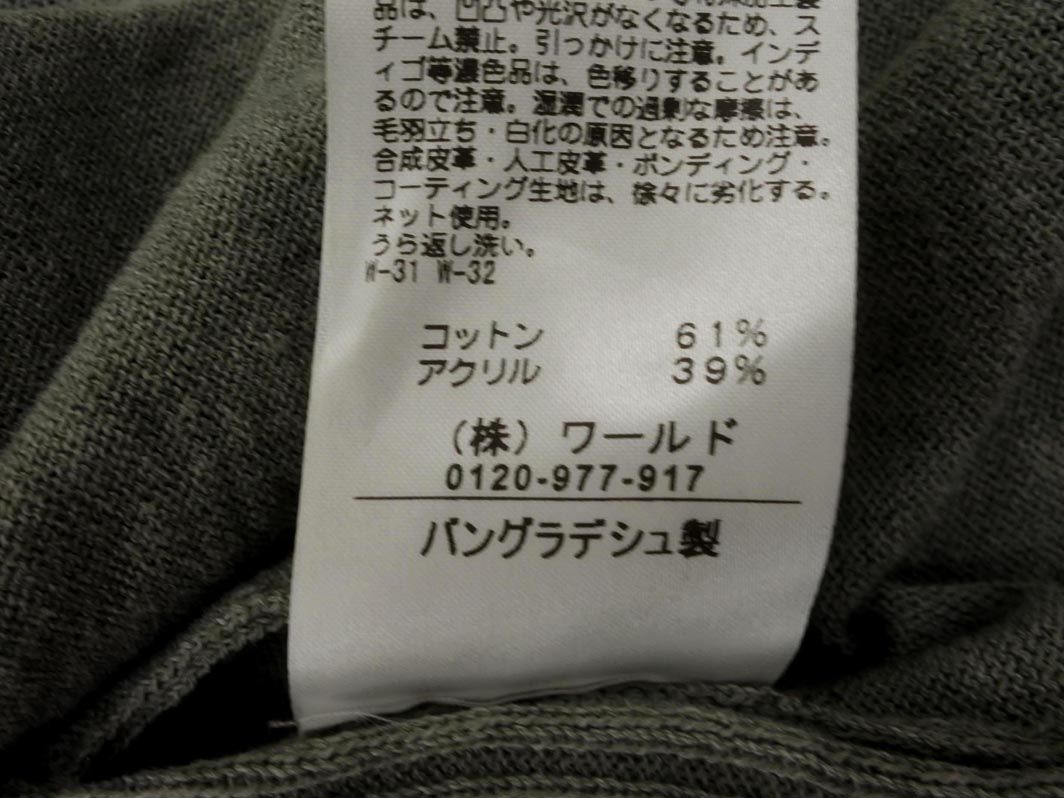 品は、凹凸や光沢がなくなるため、ス
チーム禁止。引っかけに注意。インデ
ィゴ等濃色品は、色移りすることがあ
るので注意。湿潤での過剰な摩擦は、
毛羽立ち・白化の原因となるため注意。
合成皮革・人工皮革・ボンディング・
コーティング生地は、徐々に劣化する。
ネット使用。
うら返し洗い。
W-31 W-32
コットン 61%
アクリル 39%
(株) ワールド
0120-977-917
バングラデシュ製